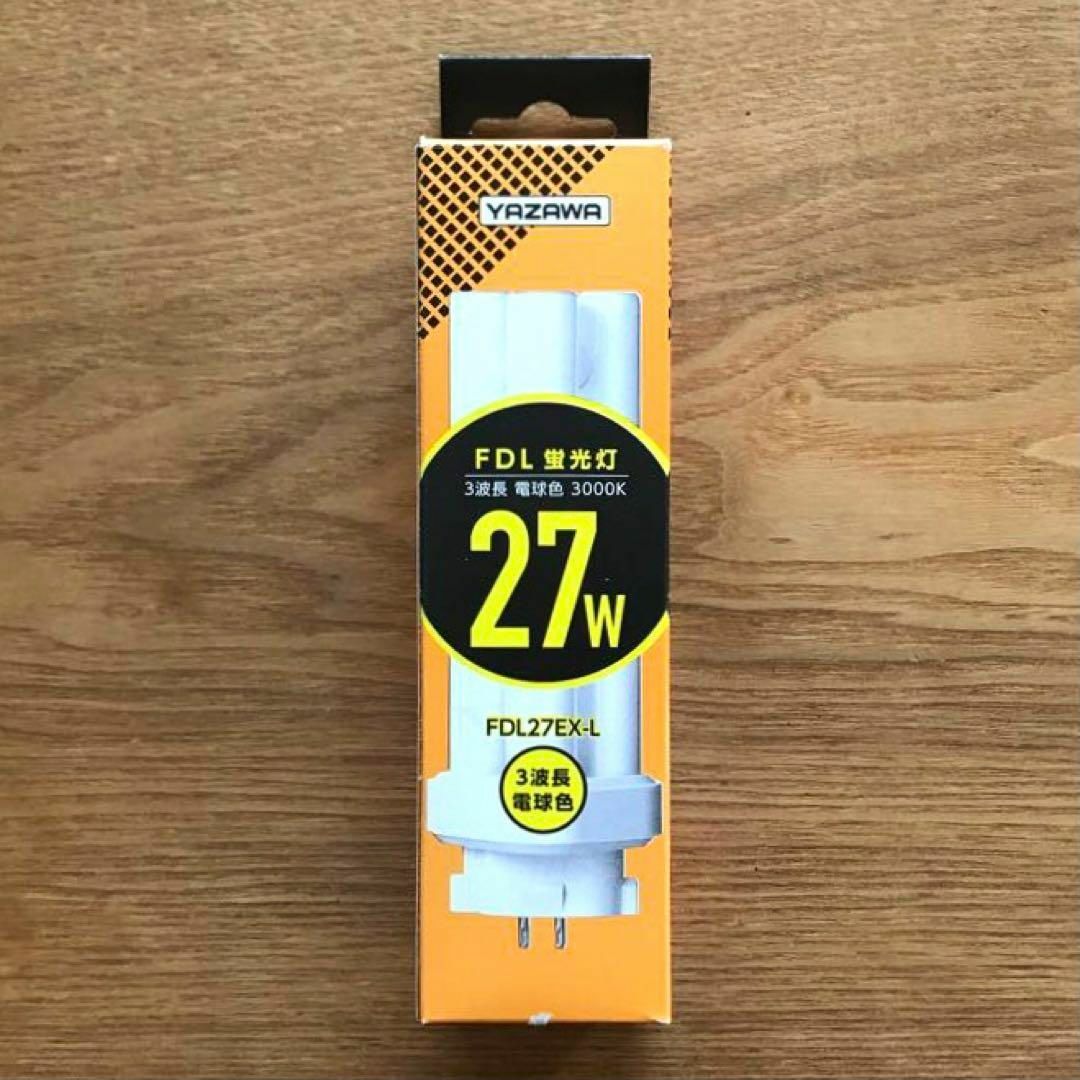 YAZAWA
FDL 蛍光灯
3波長 電球色 3000K
27W
FDL27EX-L
3波長
電球色